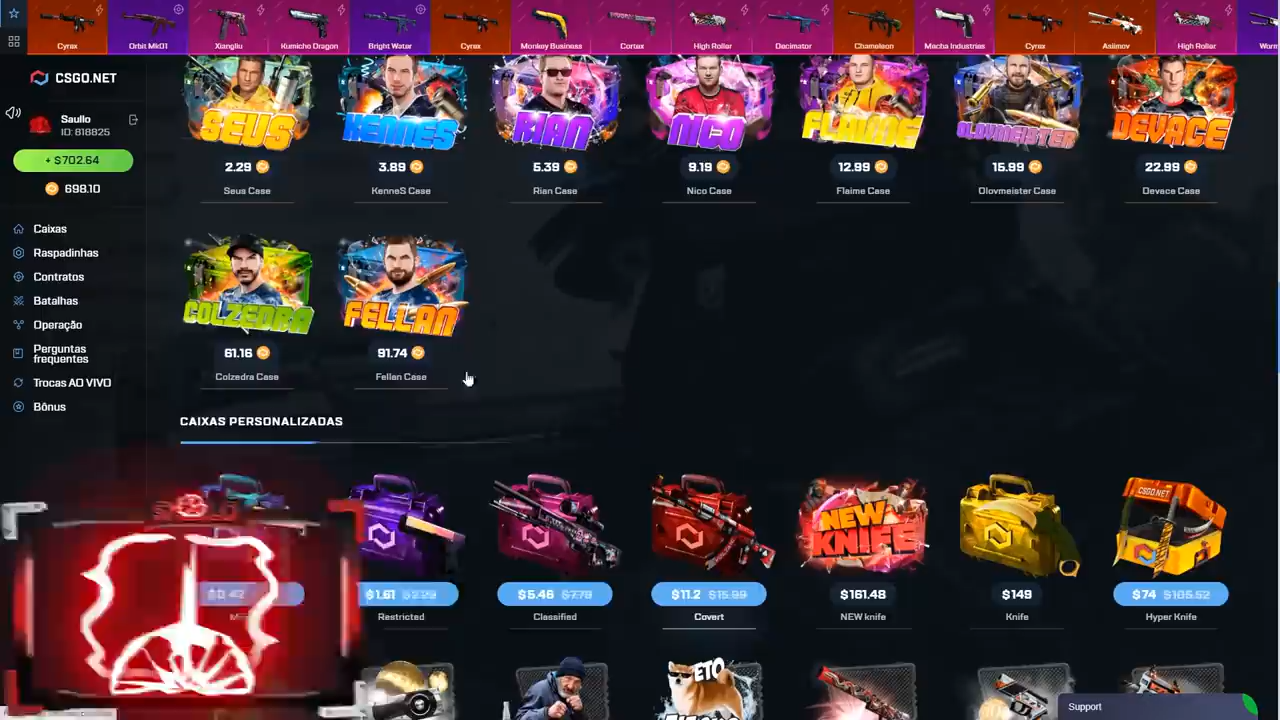 Cyrex
Orbit Mk01
Xiangliu
Kumicho Dragon
Bright Water
Cyrex
Monkey Business
Cortex
High Roller
Decimator
Chameleon
Mecha Industries
Cyrex
Asiimov
High Roller
CSGO.NET
Saullo
ID: 818825
+ $702.64
698.10
Caixas
Raspadinhas
Contratos
Batalhas
Operação
Perguntas
frequentes
Trocas AO VIVO
Bônus
SEUS
KENNES
RIAN
NICO
FLAIME
OLOVMEISTER
DEVACE
2.29
3.89
5.39
9.19
12.99
15.99
22.99
Seus Case
KenneS Case
Rian Case
Nico Case
Flaime Case
Olovmeister Case
Devace Case
COLZEDRA
FELLAN
61.16
91.74
Colzedra Case
Fellan Case
CAIXAS PERSONALIZADAS
NEW
KNIFE
CSGO.NET
$1.61 $2.29
$5.46 $7.79
$11.2 $15.99
$161.48
$149
$74 $105.52
Restricted
Classified
Covert
NEW knife
Knife
Hyper Knife
ETO
Support